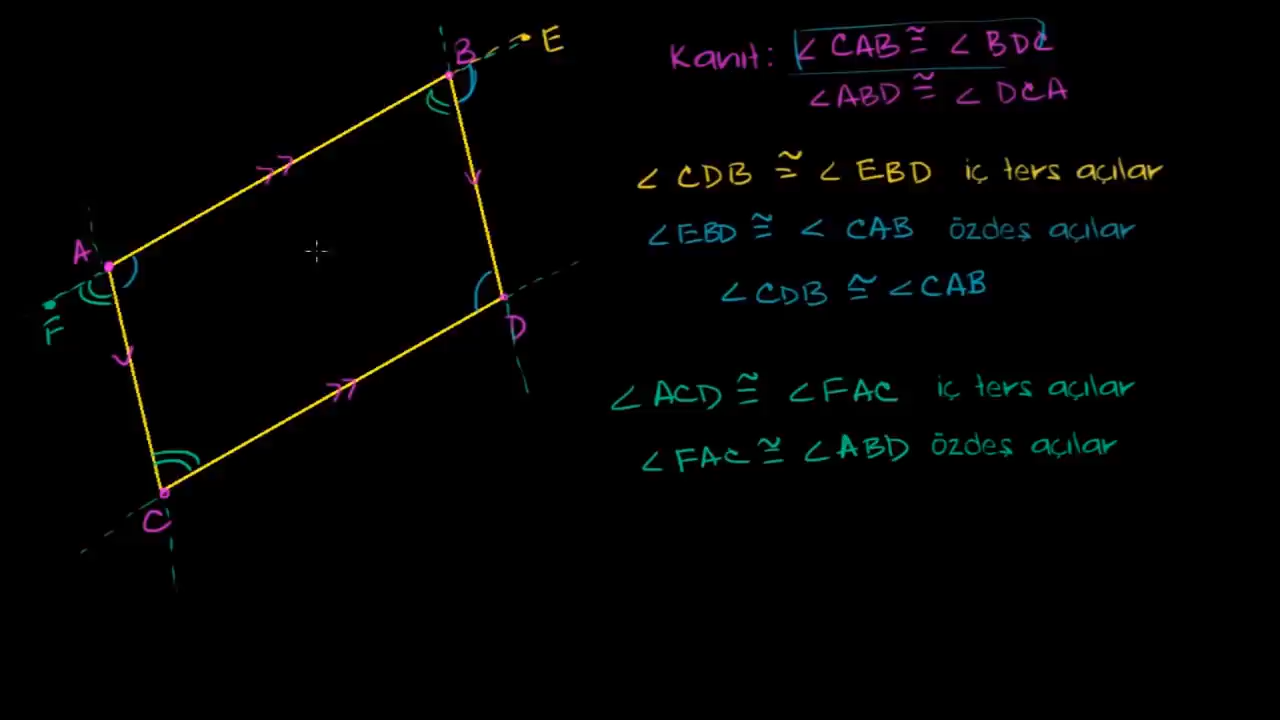 B
E
A
F
D
C
Kanıt: ∠ CAB ≅ ∠ BDC
∠ABD ≅ ∠ DCA
∠ CDB ≅ ∠ EBD iç ters açılar
∠EBD ≅ ∠ CAB özdeş açılar
∠CDB ≅ ∠CAB
∠ACD ≅ ∠FAC iç ters açılar
∠FAC ≅ ∠ABD özdeş açılar